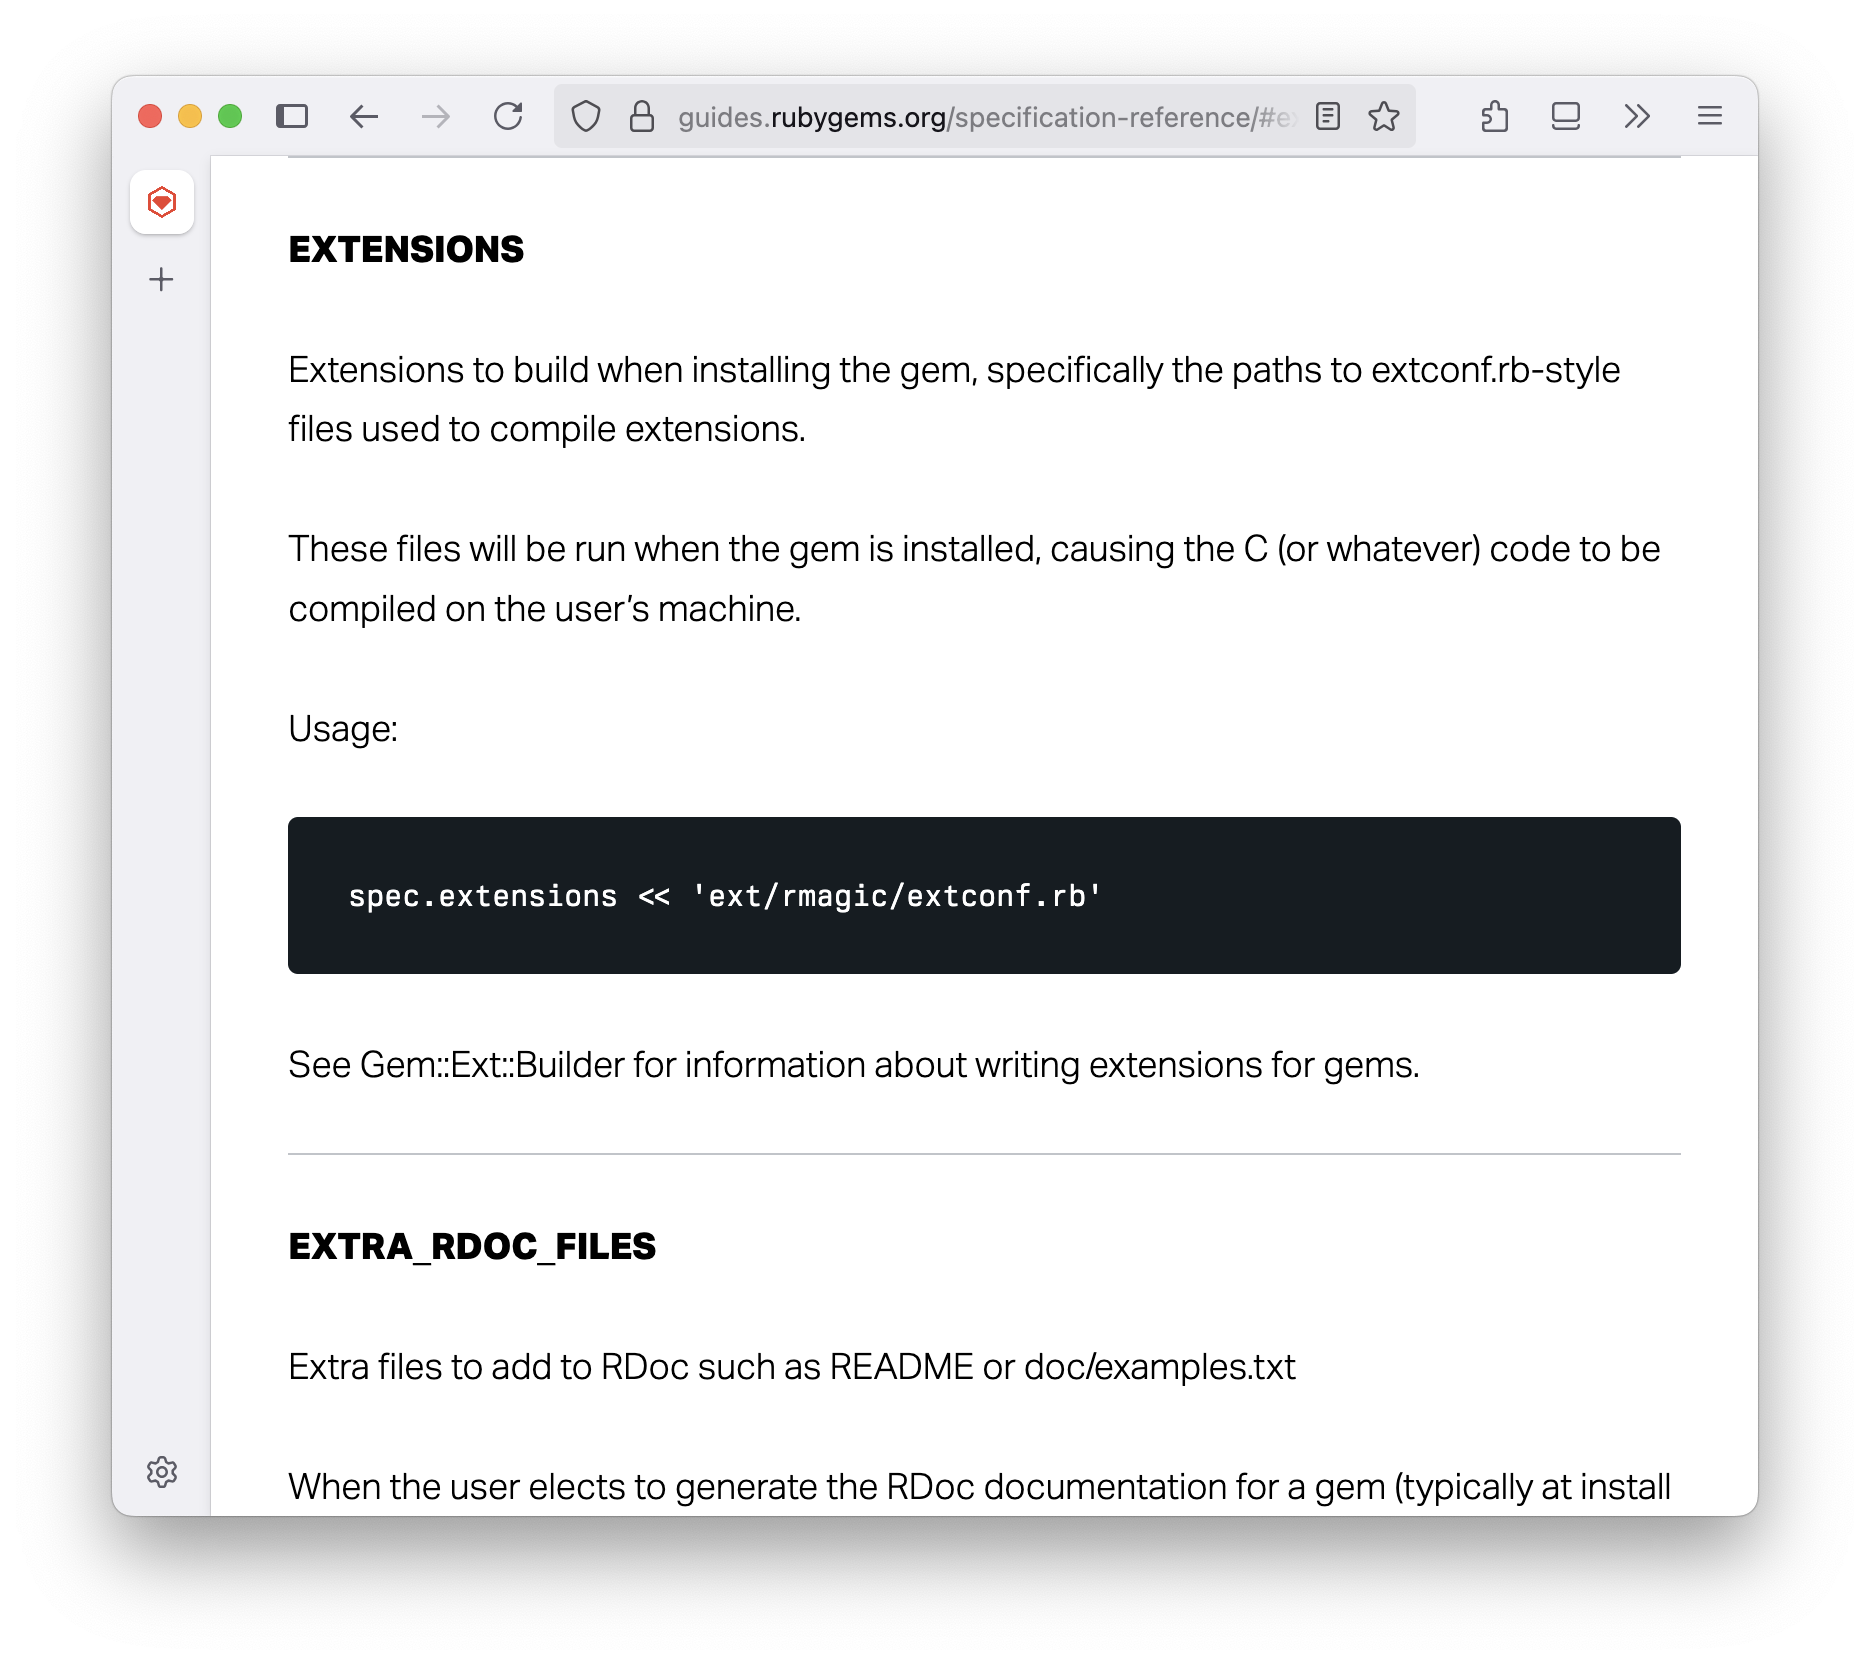 guides.rubygems.org/specification-reference/#e
EXTENSIONS
Extensions to build when installing the gem, specifically the paths to extconf.rb-style
files used to compile extensions.
These files will be run when the gem is installed, causing the C (or whatever) code to be
compiled on the user’s machine.
Usage:
spec.extensions << 'ext/rmagic/extconf.rb'
See Gem::Ext::Builder for information about writing extensions for gems.
EXTRA_RDOC_FILES
Extra files to add to RDoc such as README or doc/examples.txt
When the user elects to generate the RDoc documentation for a gem (typically at install